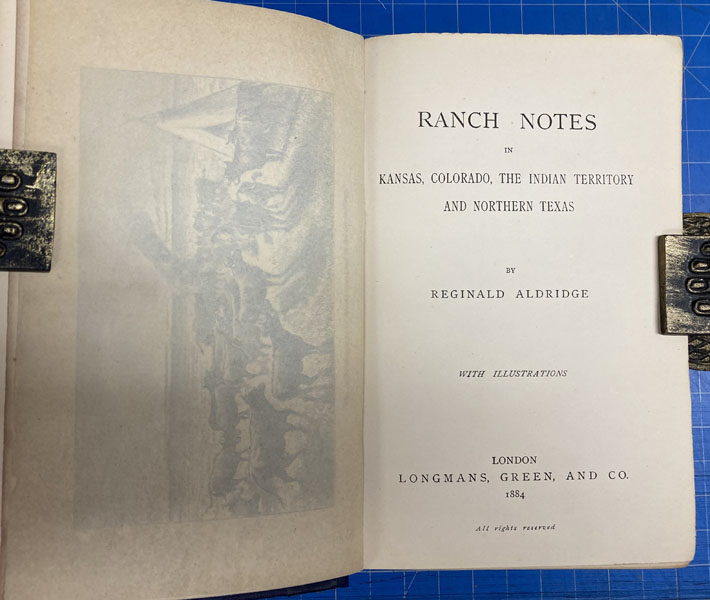 RANCH NOTES
IN
KANSAS, COLORADO, THE INDIAN TERRITORY
AND NORTHERN TEXAS
BY
REGINALD ALDRIDGE
WITH ILLUSTRATIONS
LONDON
LONGMANS, GREEN, AND CO.
1884
All rights reserved